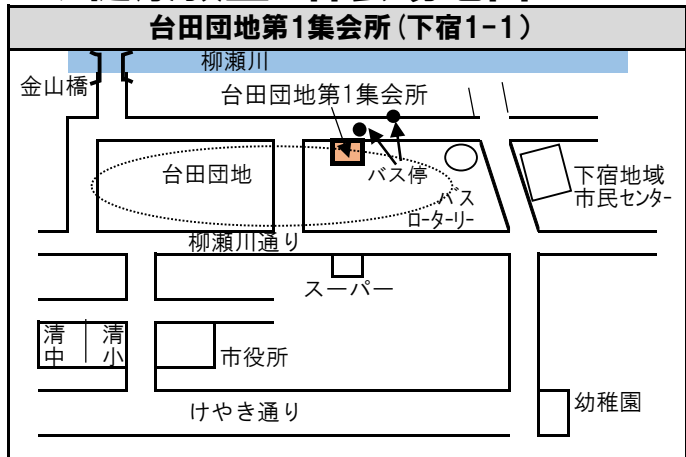 台田団地第1集会所(下宿1-1)
柳瀬川
金山橋
台田団地第1集会所
台田団地
バス停
バス
ロータリー
下宿地域
市民センター
柳瀬川通り
スーパー
清中
清小
市役所
けやき通り
幼稚園